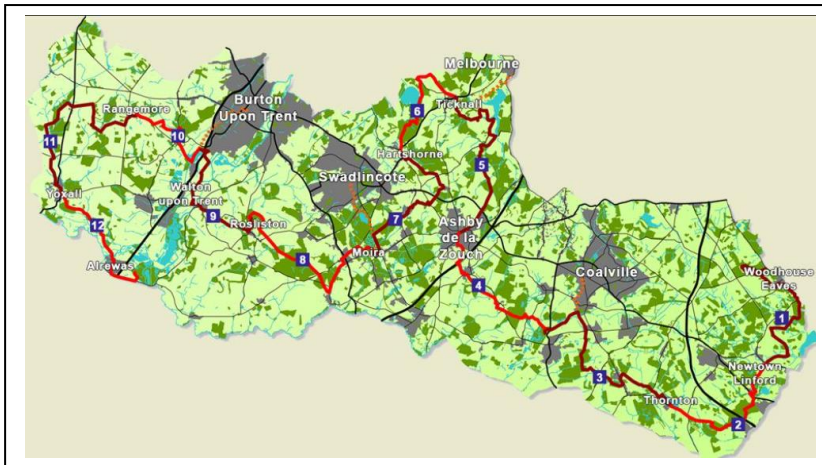 Melbourne
Ticknall
6
Burton
Upon Trent
Rangemore
10
11
Hartshorne
5
Swadlincote
Yoxall
Walton
upon Trent
9
Rosliston
7
Ashby
de la
Zouch
12
Alrewas
8
Moira
4
Coalville
Woodhouse
Eaves
1
3
Newtown
Linford
Thornton
2